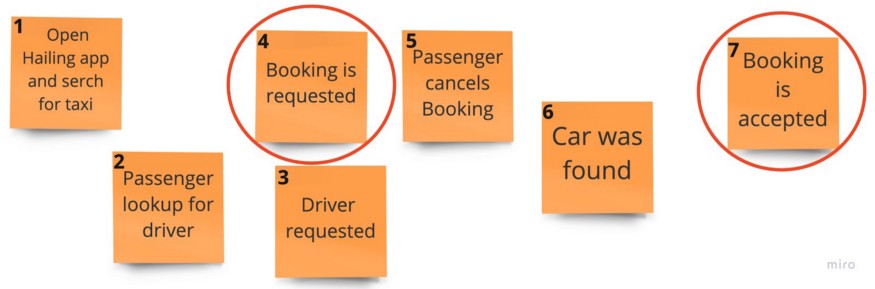 1
Open
Hailing app
and serch
for taxi
2
Passenger
lookup for
driver
4
Booking is
requested
3
Driver
requested
5
Passenger
cancels
Booking
6
Car was
found
7
Booking
is
accepted
miro